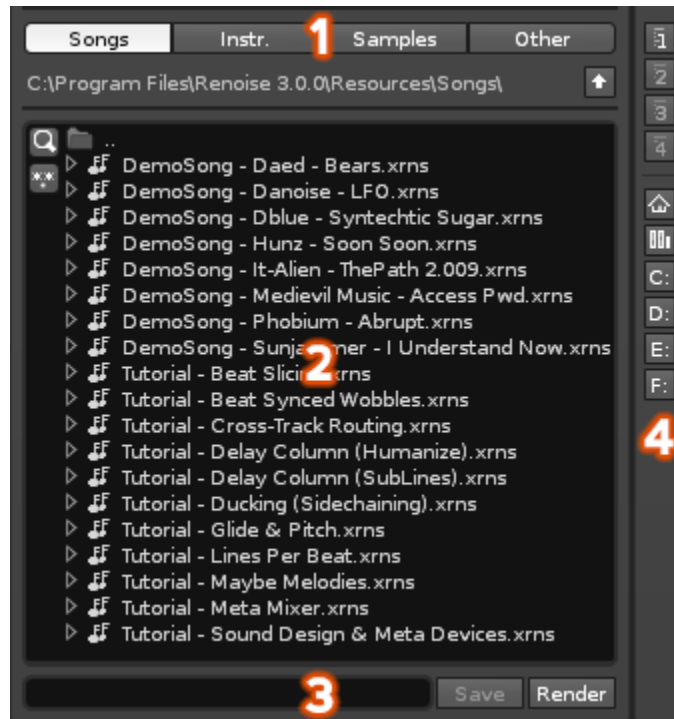 Songs Instr. 1 Samples Other
C:\Program Files\Renoise 3.0.0\Resources\Songs\
..
DemoSong - Daed - Bears.xrns
DemoSong - Danoise - LFO.xrns
DemoSong - Dblue - Syntechtic Sugar.xrns
DemoSong - Hunz - Soon Soon.xrns
DemoSong - It-Alien - ThePath 2.009.xrns
DemoSong - Medievil Music - Access Pwd.xrns
DemoSong - Phobium - Abrupt.xrns
DemoSong - - I Understand Now.xrns
2
Tutorial - Beat
Tutorial - Beat Synced Wobbles.xrns
Tutorial - Cross-Track Routing.xrns
Tutorial - Delay Column (Humanize).xrns
Tutorial - Delay Column (SubLines).xrns
Tutorial - Ducking (Sidechaining).xrns
Tutorial - Glide & Pitch.xrns
Tutorial - Lines Per Beat.xrns
Tutorial - Maybe Melodies.xrns
Tutorial - Meta Mixer.xrns
Tutorial - Sound Design & Meta Devices.xrns
3 Save Render
1
2
3
4
C:
D:
E:
F:
4